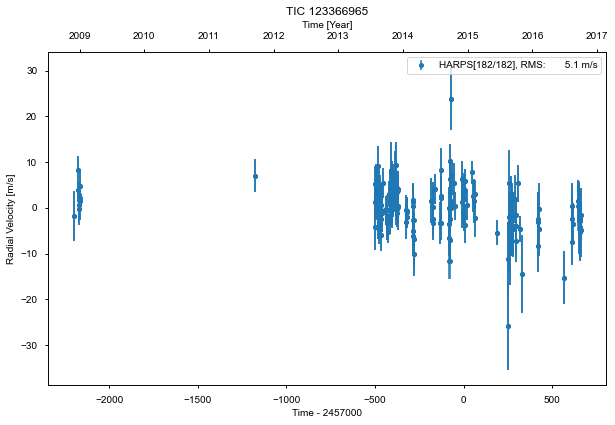 TIC 123366965
Time [Year]
2009 2010 2011 2012 2013 2014 2015 2016 2017
HARPS[182/182], RMS: 5.1 m/s
30
20
10
0
−10
−20
−30
Radial Velocity [m/s]
−2000 −1500 −1000 −500 0 500
Time - 2457000